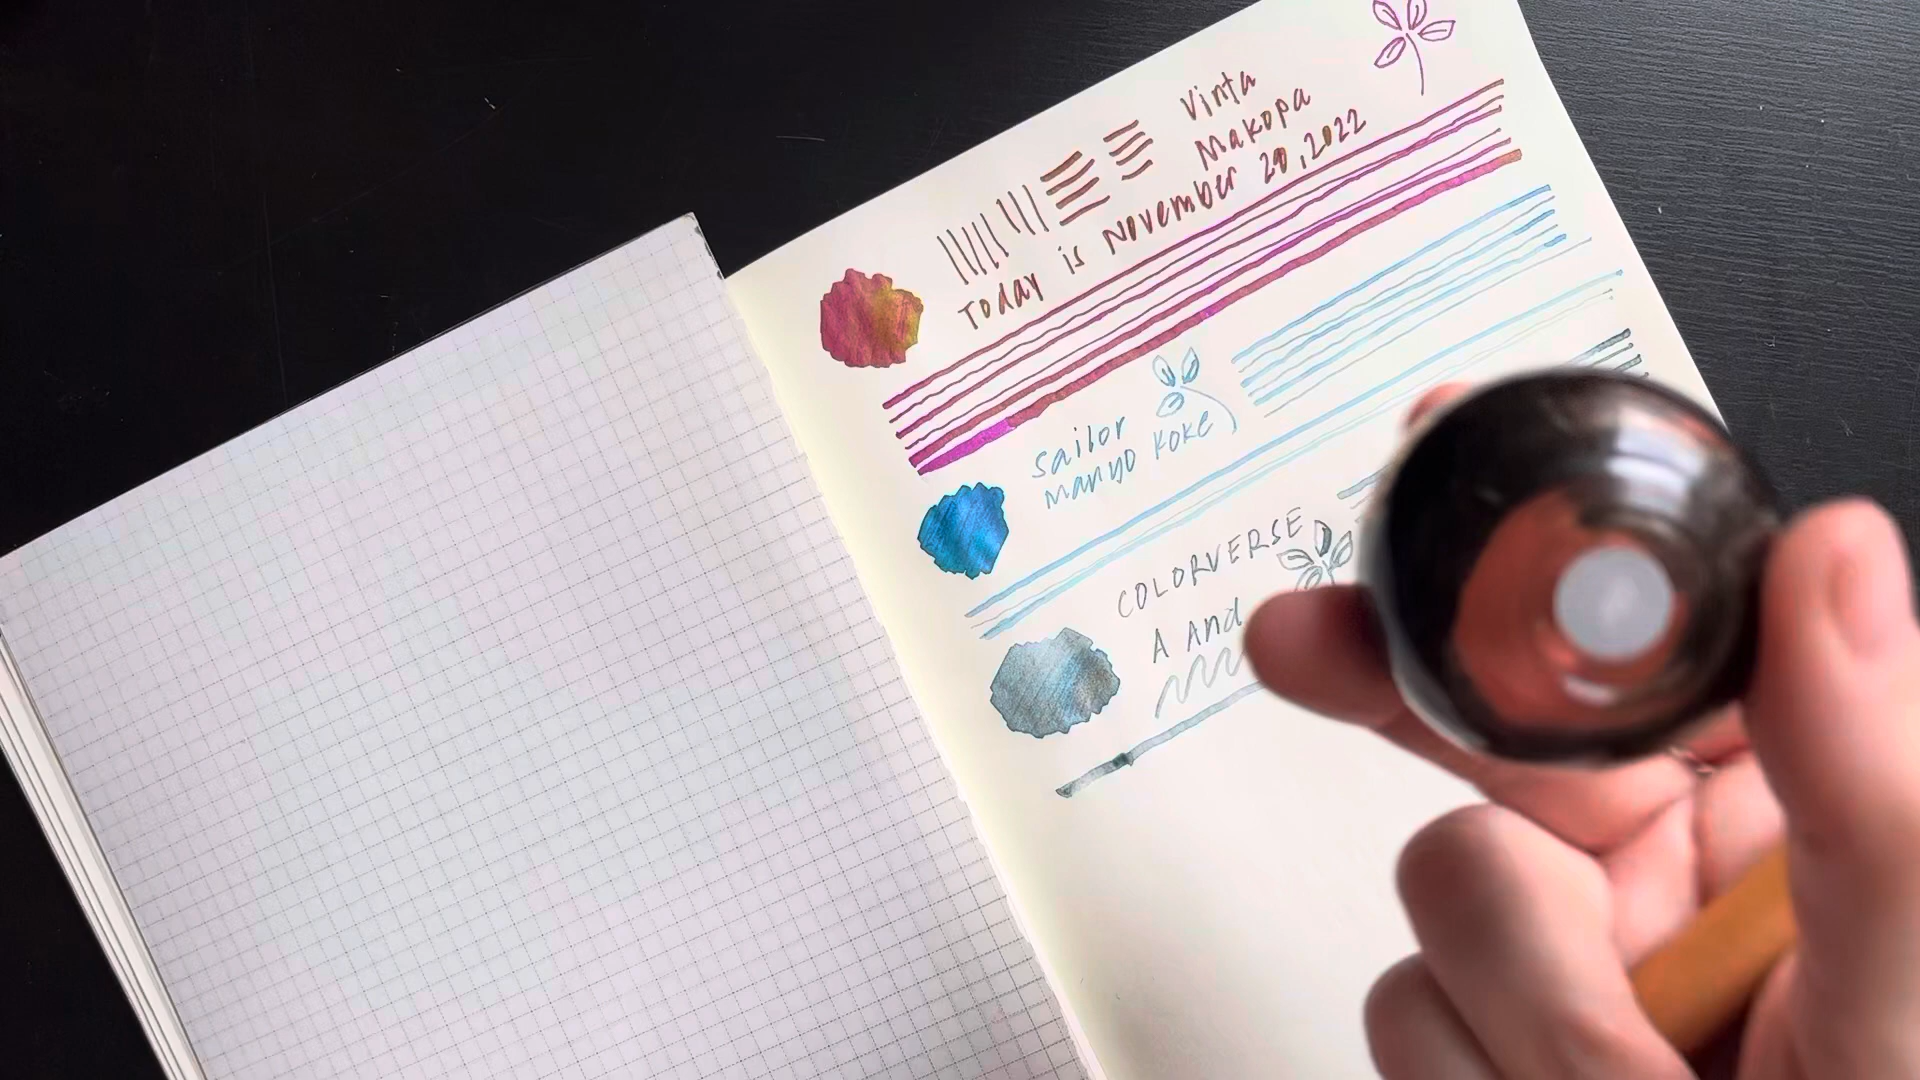 Vinta
Makopa
Today is November 20, 2022
Sailor
manyo koke
COLORVERSE
A And